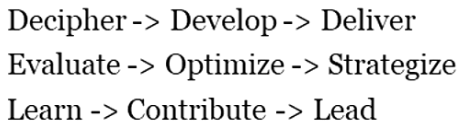 Decipher -> Develop -> Deliver
Evaluate -> Optimize -> Strategize
Learn -> Contribute -> Lead